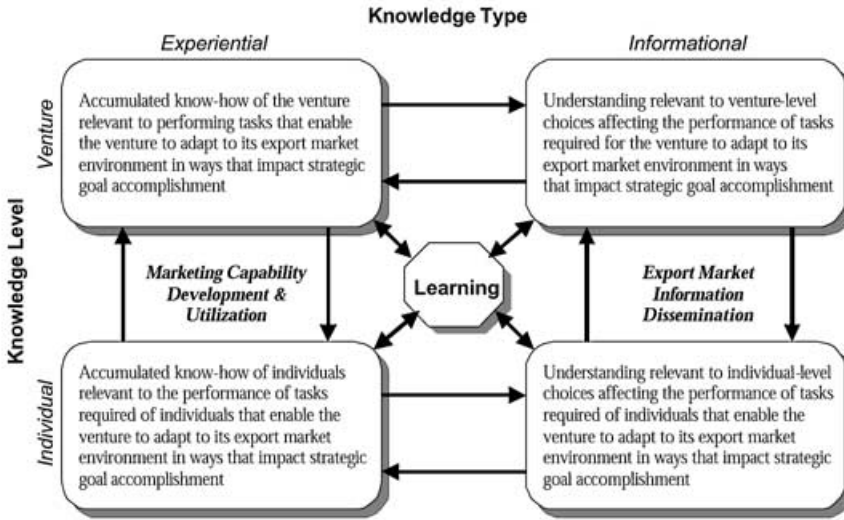 Knowledge Type
Experiential
Informational
Knowledge Level
Venture
Accumulated know-how of the venture
relevant to performing tasks that enable
the venture to adapt to its export market
environment in ways that impact strategic
goal accomplishment
Understanding relevant to venture-level
choices affecting the performance of tasks
required for the venture to adapt to its
export market environment in ways
that impact strategic goal accomplishment
Marketing Capability
Development &
Utilization
Learning
Export Market
Information
Dissemination
Individual
Accumulated know-how of individuals
relevant to the performance of tasks
required of individuals that enable the
venture to adapt to its export market
environment in ways that impact strategic
goal accomplishment
Understanding relevant to individual-level
choices affecting the performance of tasks
required of individuals that enable the
venture to adapt to its export market
environment in ways that impact strategic
goal accomplishment